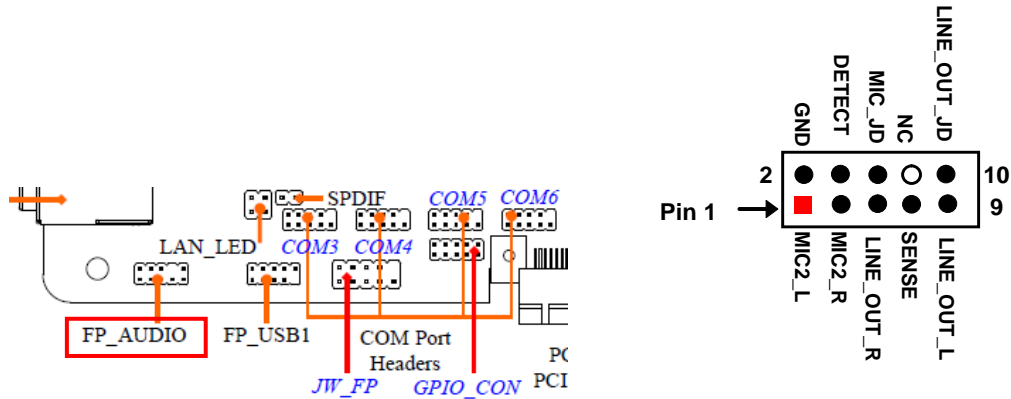 SPDIF
COM5
COM6
LAN_LED
COM3
COM4
FP_AUDIO
FP_USB1
COM Port
Headers
JW_FP
GPIO_CON
PC
PCI
GND
DETECT
MIC_JD
NC
LINE_OUT_JD
2
10
Pin 1
9
MIC2_L
MIC2_R
LINE_OUT_R
SENSE
LINE_OUT_L